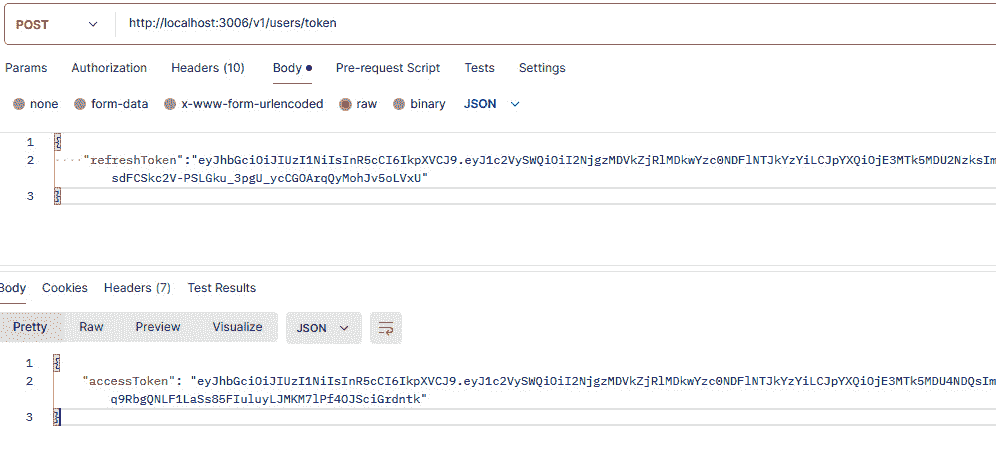 POST http://localhost:3006/v1/users/token
Params Authorization Headers (10) Body Pre-request Script Tests Settings
none form-data x-www-form-urlencoded raw binary JSON
1 {
2 "refreshToken":"eyJhbGciOiJIUzI1NiIsInR5cCI6IkpXVCJ9.eyJ1c2VySWQiOiI2NjgzMDVkZjRlMDkwYzc0NDFlNTJkYzYiLCJpYXQiOjE3MTk5MDU2NzksIm
sdFCSkc2V-PSLGku_3pgU_ycCGOArqQyMohJv5oLVxU"
3 }
Body Cookies Headers (7) Test Results
Pretty Raw Preview Visualize JSON
1 {
2 "accessToken": "eyJhbGciOiJIUzI1NiIsInR5cCI6IkpXVCJ9.eyJ1c2VySWQiOiI2NjgzMDVkZjRlMDkwYzc0NDFlNTJkYzYiLCJpYXQiOjE3MTk5MDU4NDQsIm
q9RbgQNLF1LaSs85FIuluyLJMKM7lPf4OJSciGrdntk"
3 }